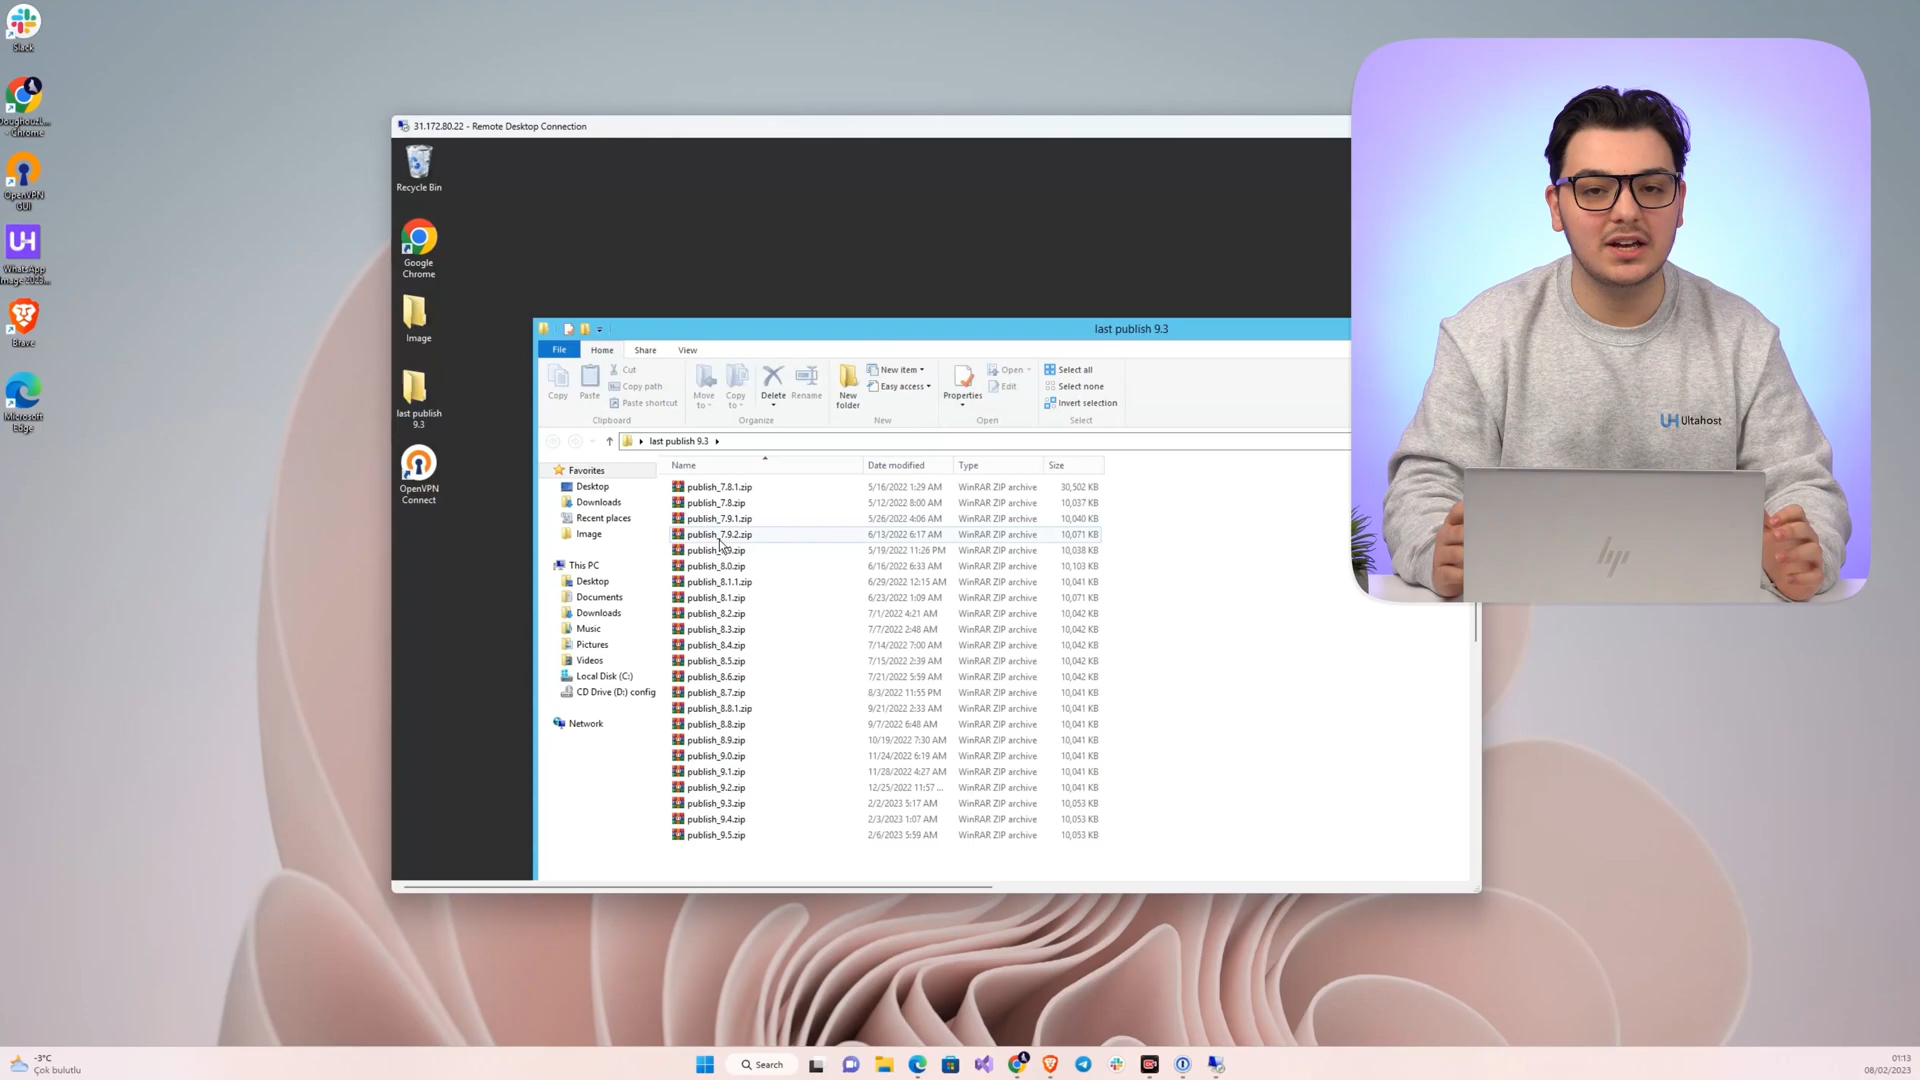 Slack
DoughouzL...
- Chrome
OpenVPN
GUI
UH
WhatsApp
Image 2023...
Brave
Microsoft
Edge
31.172.80.22 - Remote Desktop Connection
Recycle Bin
Google
Chrome
Image
last publish
9.3
OpenVPN
Connect
last publish 9.3
File Home Share View
Copy
Paste
Cut
Copy path
Paste shortcut
Clipboard
Move
to
Copy
to
Delete
Rename
Organize
New
folder
New item
Easy access
New
Properties
Open
Edit
Open
Select all
Select none
Invert selection
Select
last publish 9.3
Favorites
Desktop
Downloads
Recent places
Image
This PC
Desktop
Documents
Downloads
Music
Pictures
Videos
Local Disk (C:)
CD Drive (D:) config
Network
Name Date modified Type Size
publish_7.8.1.zip 5/16/2022 1:29 AM WinRAR ZIP archive 30,502 KB
publish_7.8.zip 5/12/2022 8:00 AM WinRAR ZIP archive 10,037 KB
publish_7.9.1.zip 5/26/2022 4:06 AM WinRAR ZIP archive 10,040 KB
publish_7.9.2.zip 6/13/2022 6:17 AM WinRAR ZIP archive 10,071 KB
5/19/2022 11:26 PM WinRAR ZIP archive 10,038 KB
publish_8.0.zip 6/16/2022 6:33 AM WinRAR ZIP archive 10,103 KB
publish_8.1.1.zip 6/29/2022 12:15 AM WinRAR ZIP archive 10,041 KB
publish_8.1.zip 6/23/2022 1:09 AM WinRAR ZIP archive 10,071 KB
publish_8.2.zip 7/1/2022 4:21 AM WinRAR ZIP archive 10,042 KB
publish_8.3.zip 7/7/2022 2:48 AM WinRAR ZIP archive 10,042 KB
publish_8.4.zip 7/14/2022 7:00 AM WinRAR ZIP archive 10,042 KB
publish_8.5.zip 7/15/2022 2:39 AM WinRAR ZIP archive 10,042 KB
publish_8.6.zip 7/21/2022 5:59 AM WinRAR ZIP archive 10,042 KB
publish_8.7.zip 8/3/2022 11:55 PM WinRAR ZIP archive 10,041 KB
publish_8.8.1.zip 9/21/2022 2:33 AM WinRAR ZIP archive 10,041 KB
publish_8.8.zip 9/7/2022 6:48 AM WinRAR ZIP archive 10,041 KB
publish_8.9.zip 10/19/2022 7:30 AM WinRAR ZIP archive 10,041 KB
publish_9.0.zip 11/24/2022 6:19 AM WinRAR ZIP archive 10,041 KB
publish_9.1.zip 11/28/2022 4:27 AM WinRAR ZIP archive 10,041 KB
publish_9.2.zip 12/25/2022 11:57 ... WinRAR ZIP archive 10,041 KB
publish_9.3.zip 2/2/2023 5:17 AM WinRAR ZIP archive 10,053 KB
publish_9.4.zip 2/3/2023 1:07 AM WinRAR ZIP archive 10,053 KB
publish_9.5.zip 2/6/2023 5:59 AM WinRAR ZIP archive 10,053 KB
UH Ultahost
hp
-3°C
Çok bulutlu
Search
01:13
08/02/2023